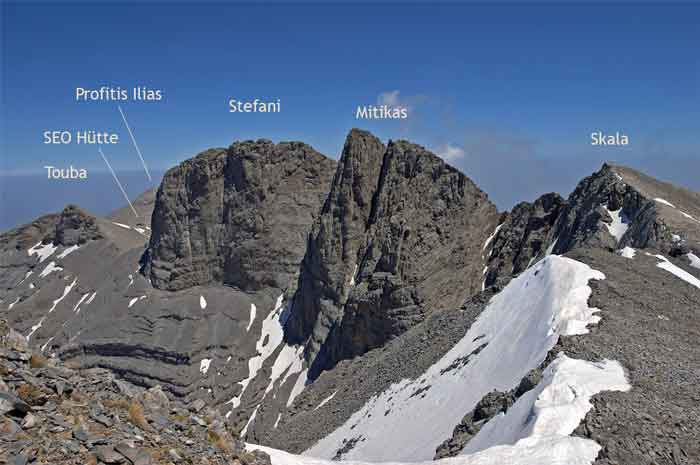 Profitis Ilias
Stefani
Mitikas
SEO Hütte
Skala
Touba